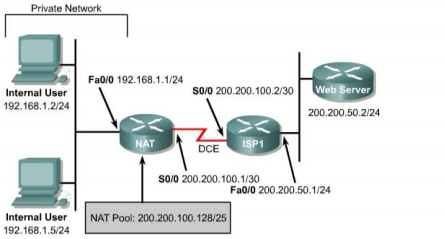 Private Network
Fa0/0 192.168.1.1/24
Internal User
192.168.1.2/24
S0/0 200.200.100.2/30
Web Server
200.200.50.2/24
NAT
DCE
ISP1
S0/0 200.200.100.1/30
Fa0/0 200.200.50.1/24
Internal User
192.168.1.5/24
NAT Pool: 200.200.100.128/25